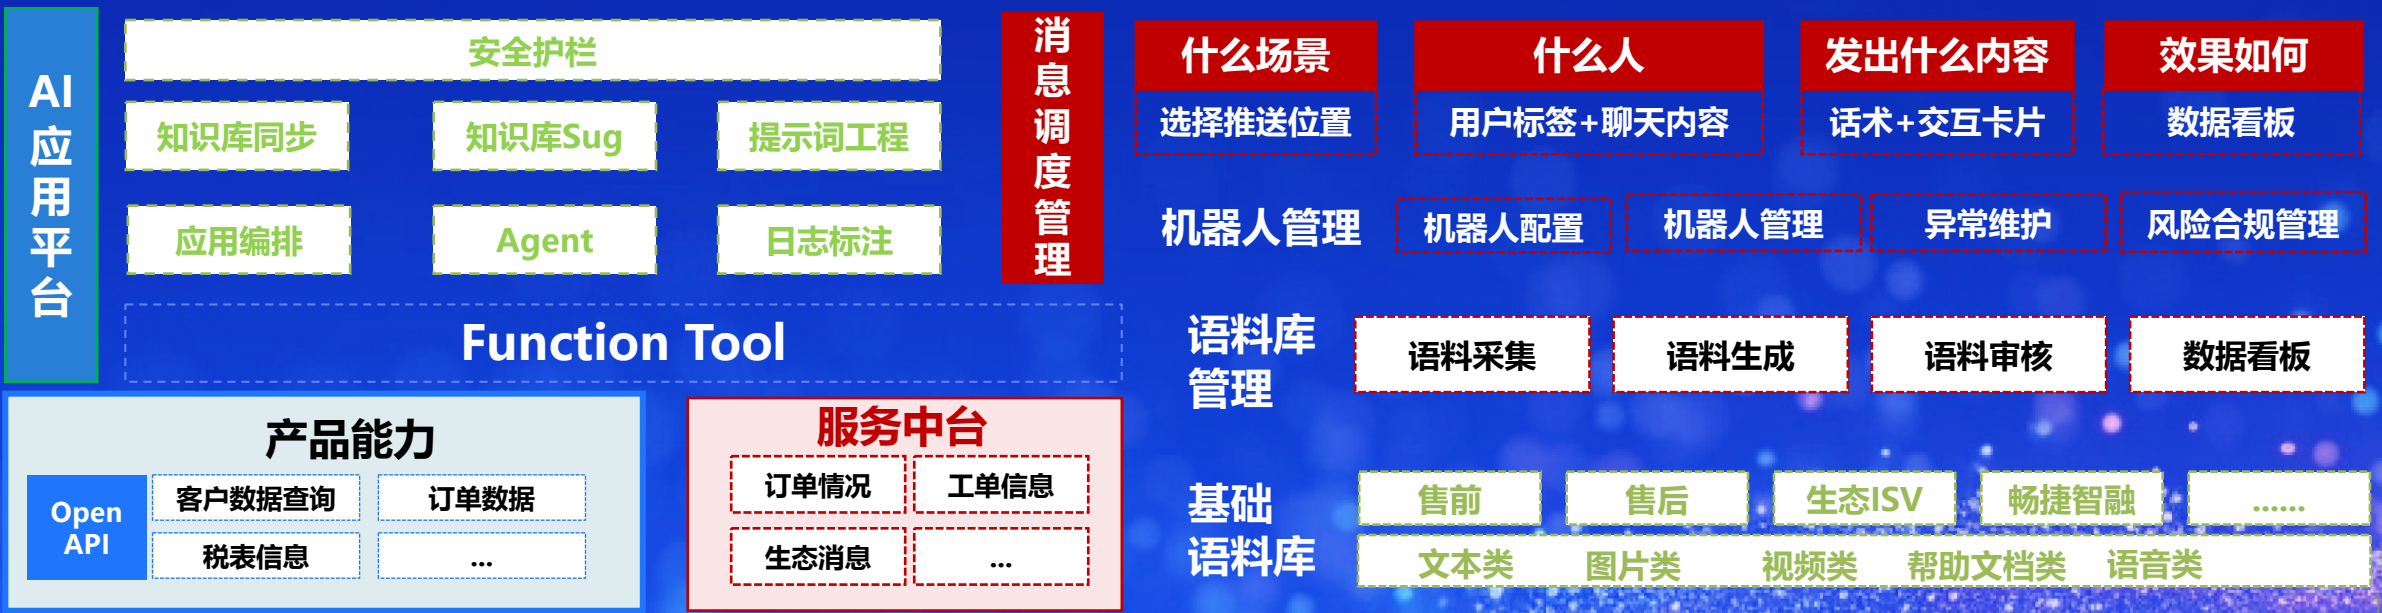 AI
应
用
平
台
安全护栏
知识库同步
知识库Sug
提示词工程
应用编排
Agent
日志标注
Function Tool
产品能力
Open
API
客户数据查询
订单数据
税表信息
...
服务中台
订单情况
工单信息
生态消息
...
消
息
调
度
管
理
什么场景
什么人
发出什么内容
效果如何
选择推送位置
用户标签+聊天内容
话术+交互卡片
数据看板
机器人管理
机器人配置
机器人管理
异常维护
风险合规管理
语料库
管理
语料采集
语料生成
语料审核
数据看板
基础
语料库
售前
售后
生态ISV
畅捷智融
......
文本类
图片类
视频类
帮助文档类
语音类